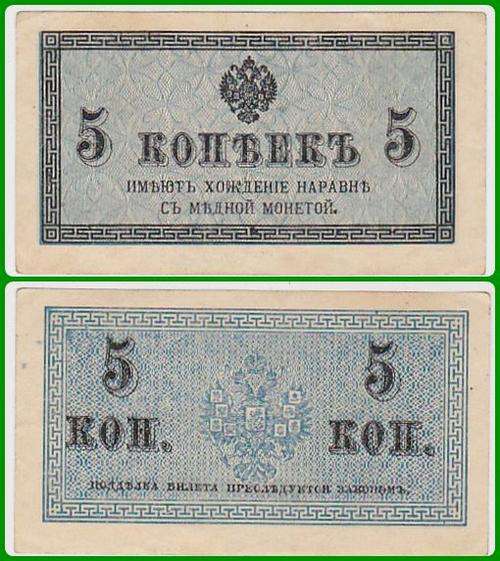 5 КОПѢЕКЪ 5
ИМѢЮТЪ ХОЖДЕНІЕ НАРАВНѢ
СЪ МѢДНОЙ МОНЕТОЙ.
5 5
КОП. КОП.
ПОДДѢЛКА БИЛЕТА ПРЕСЛѢДУЕТСЯ ЗАКОНОМЪ.